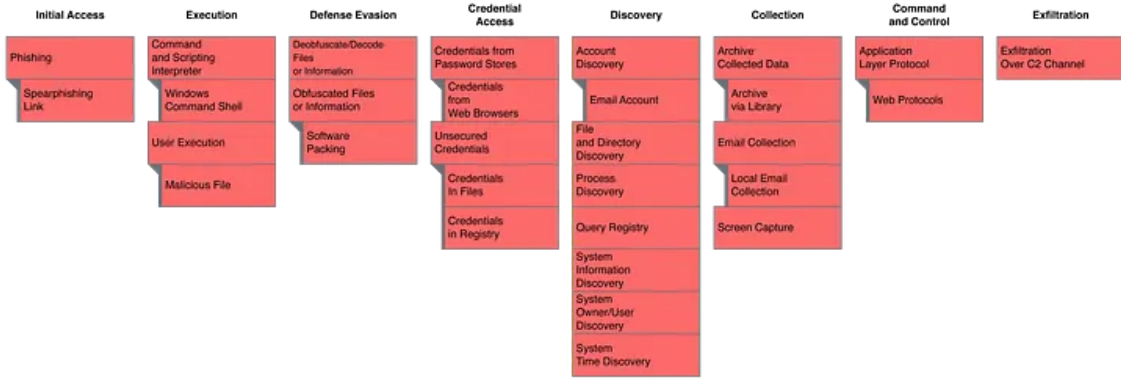 Initial Access
Execution
Defense Evasion
Credential
Access
Discovery
Collection
Command
and Control
Exfiltration
Phishing
Spearphishing
Link
Command
and Scripting
Interpreter
Windows
Command Shell
User Execution
Malicious File
Deobfuscate/Decode
Files
or Information
Obfuscated Files
or Information
Software
Packing
Credentials from
Password Stores
Credentials
from
Web Browsers
Unsecured
Credentials
Credentials
In Files
Credentials
in Registry
Account
Discovery
Email Account
File
and Directory
Discovery
Process
Discovery
Query Registry
System
Information
Discovery
System
Owner/User
Discovery
System
Time Discovery
Archive
Collected Data
Archive
via Library
Email Collection
Local Email
Collection
Screen Capture
Application
Layer Protocol
Web Protocols
Exfiltration
Over C2 Channel